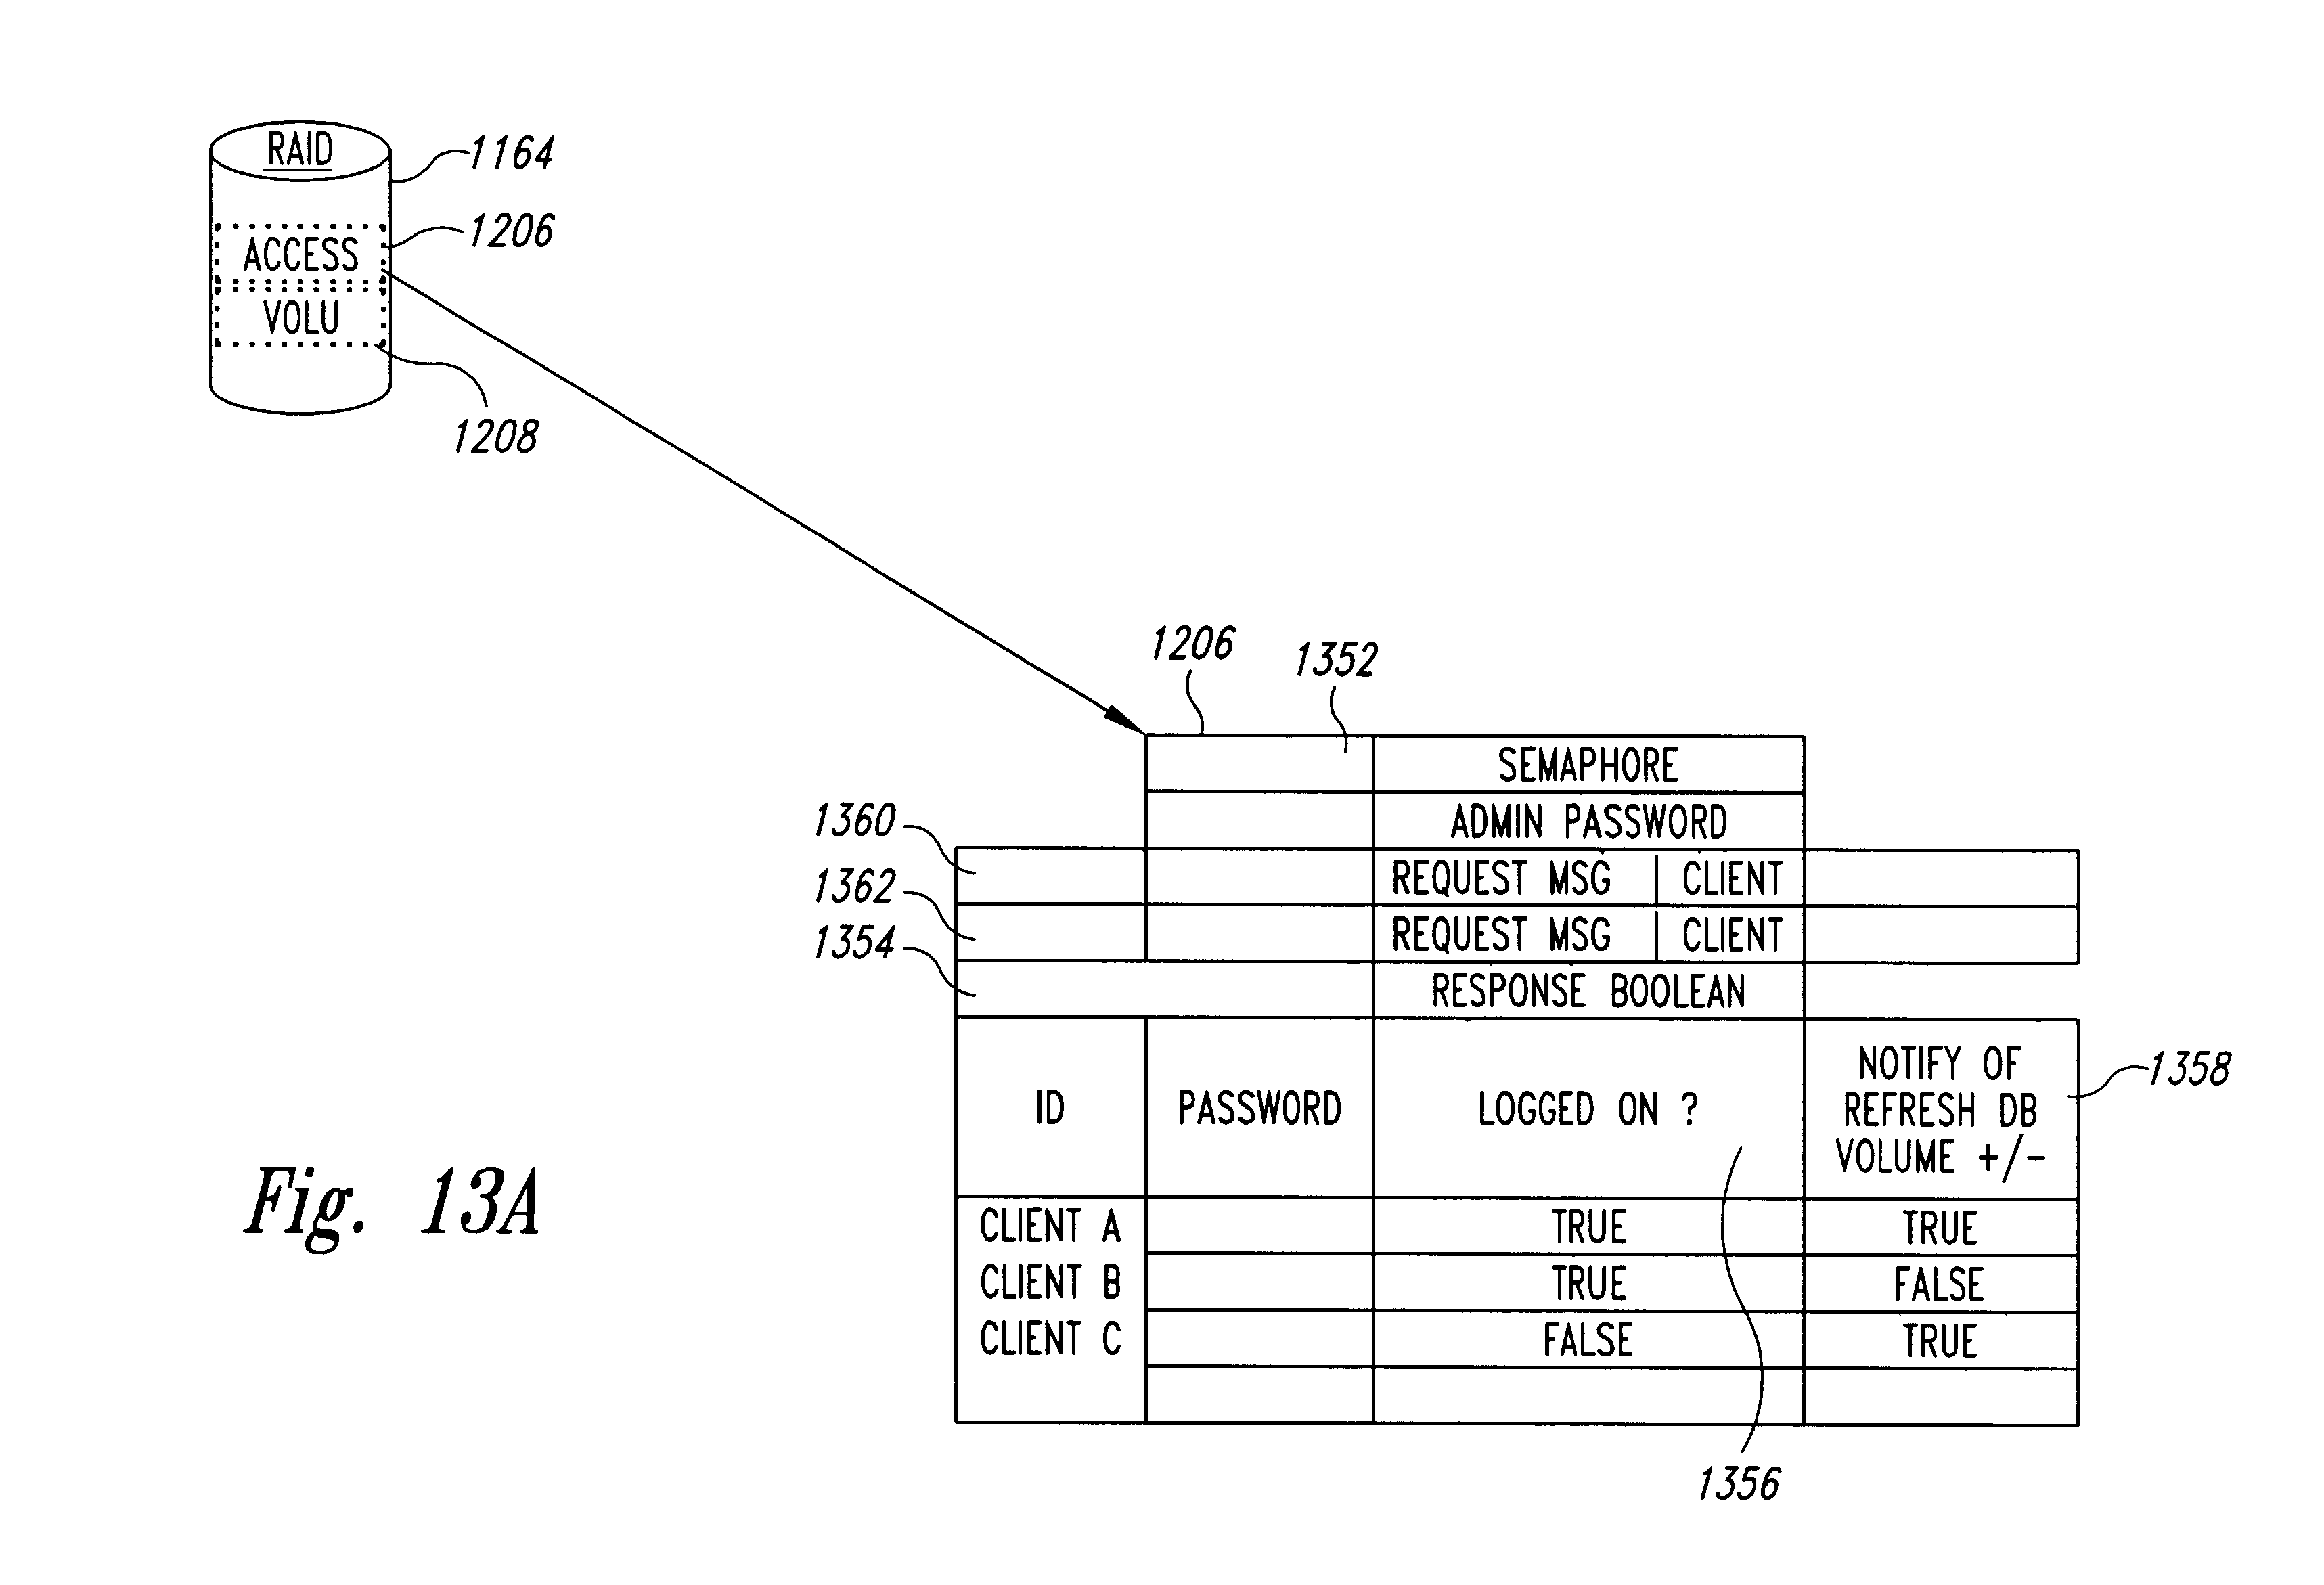 RAID
1164
ACCESS
1206
VOLU
1208
1206
1352
SEMAPHORE
1360
ADMIN PASSWORD
1362
REQUEST MSG | CLIENT
1354
REQUEST MSG | CLIENT
RESPONSE BOOLEAN
ID PASSWORD LOGGED ON ? NOTIFY OF
REFRESH DB
VOLUME +/-
1358
CLIENT A TRUE TRUE
CLIENT B TRUE FALSE
CLIENT C FALSE TRUE
1356
Fig. 13A